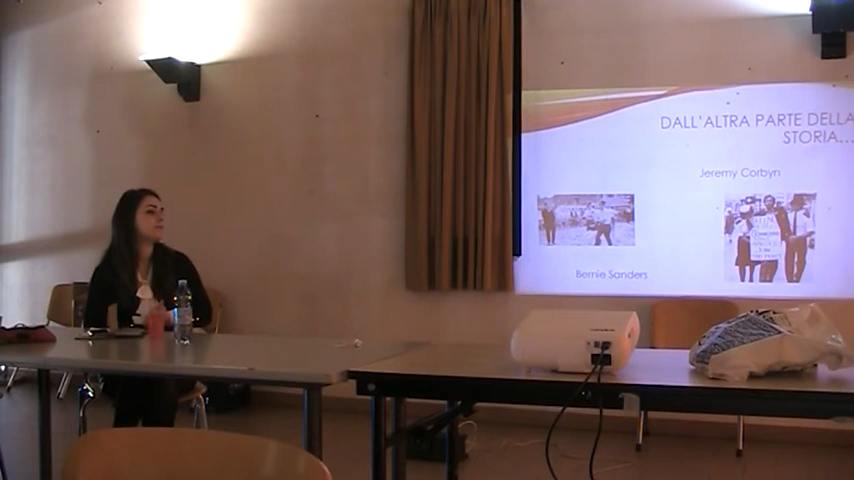 DALL'ALTRA PARTE DELLA
STORIA...
Jeremy Corbyn
Bernie Sanders